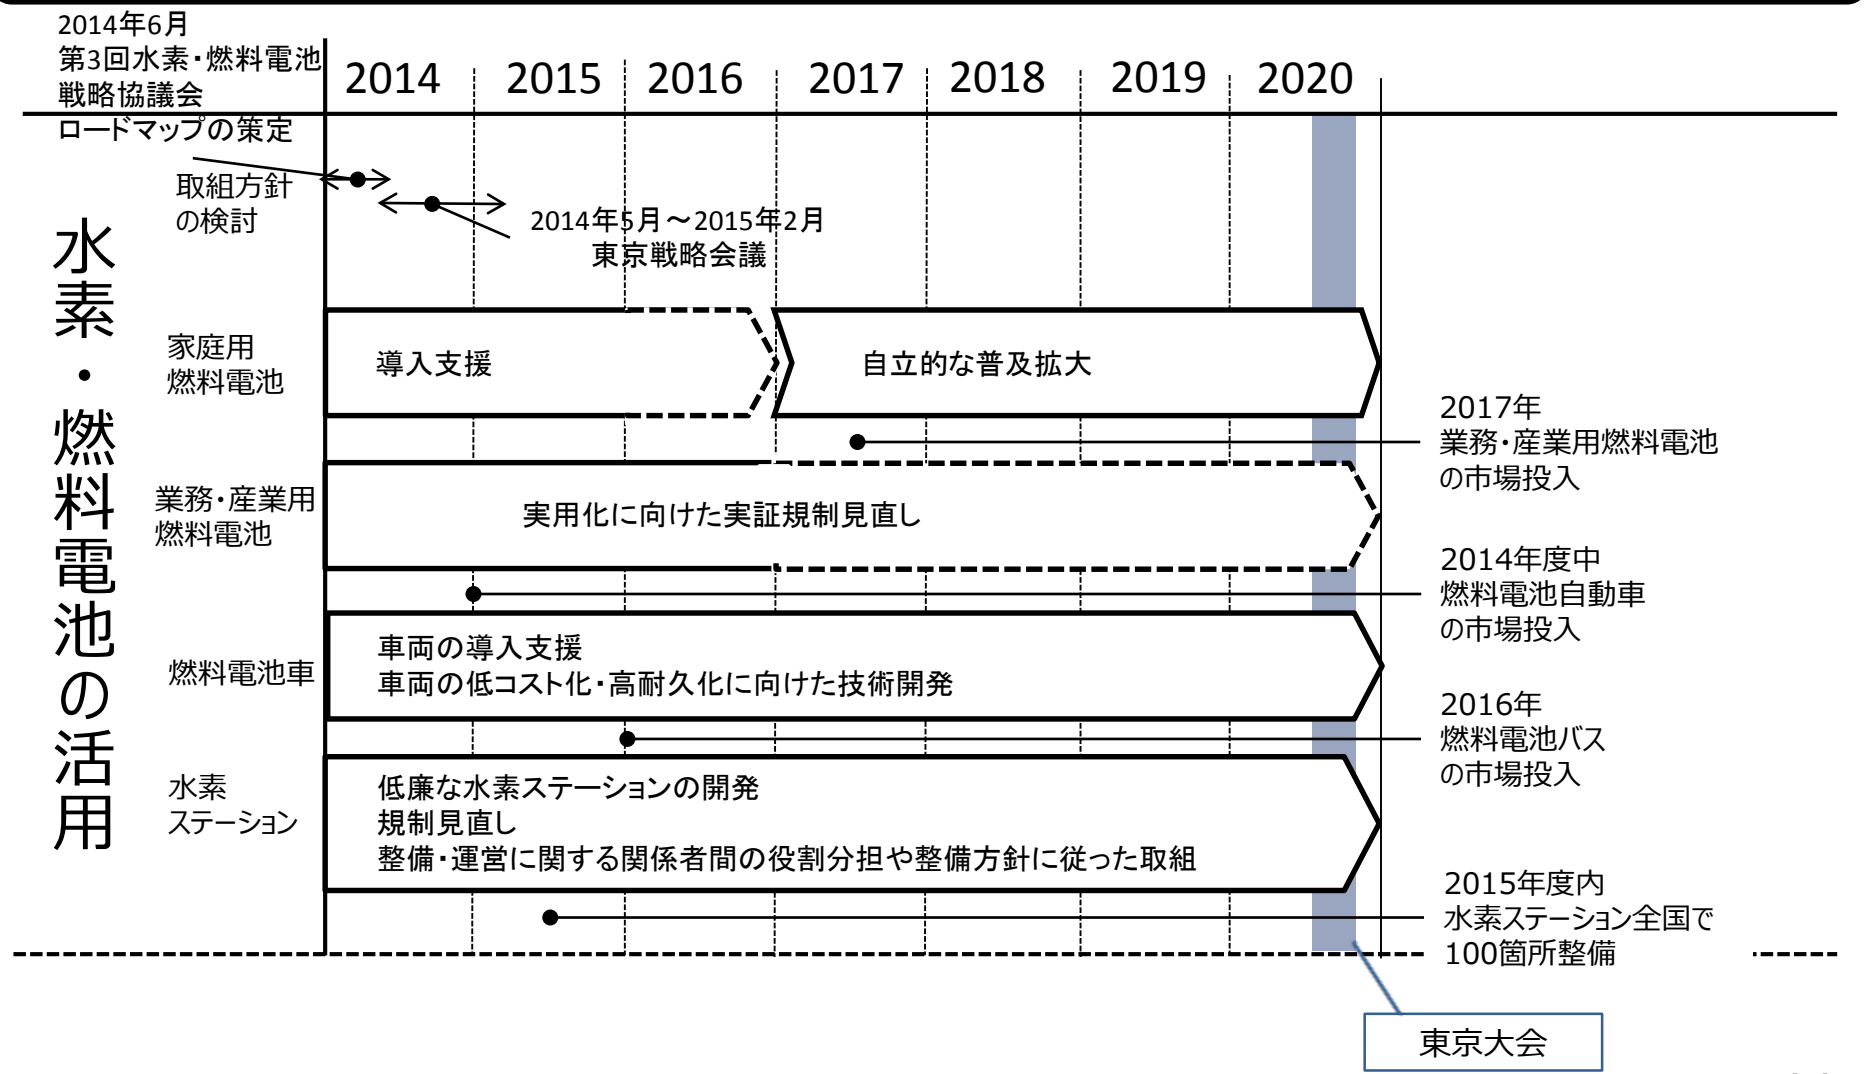 2014年6月
第3回水素・燃料電池
戦略協議会
ロードマップの策定
2014 2015 2016 2017 2018 2019 2020
水素・燃料電池の活用
取組方針
の検討
2014年5月～2015年2月
東京戦略会議
家庭用
燃料電池
導入支援
自立的な普及拡大
2017年
業務・産業用燃料電池
の市場投入
業務・産業用
燃料電池
実用化に向けた実証規制見直し
2014年度中
燃料電池自動車
の市場投入
燃料電池車
車両の導入支援
車両の低コスト化・高耐久化に向けた技術開発
2016年
燃料電池バス
の市場投入
水素
ステーション
低廉な水素ステーションの開発
規制見直し
整備・運営に関する関係者間の役割分担や整備方針に従った取組
2015年度内
水素ステーション全国で
100箇所整備
東京大会